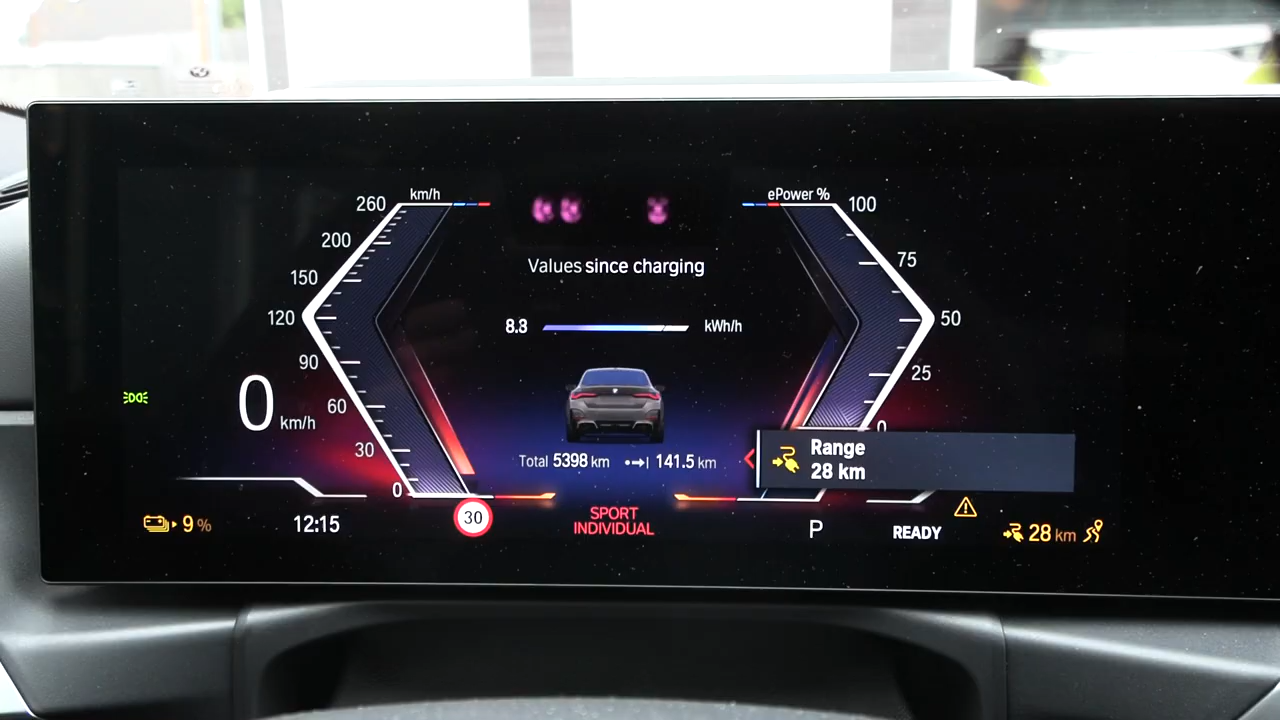 km/h
ePower %
260
200
150
120
90
60
30
0
100
75
50
25
0
Values since charging
8.3 kWh/h
0 km/h
Total 5398 km 141.5 km
Range
28 km
9 %
12:15
30
SPORT
INDIVIDUAL
P
READY
28 km